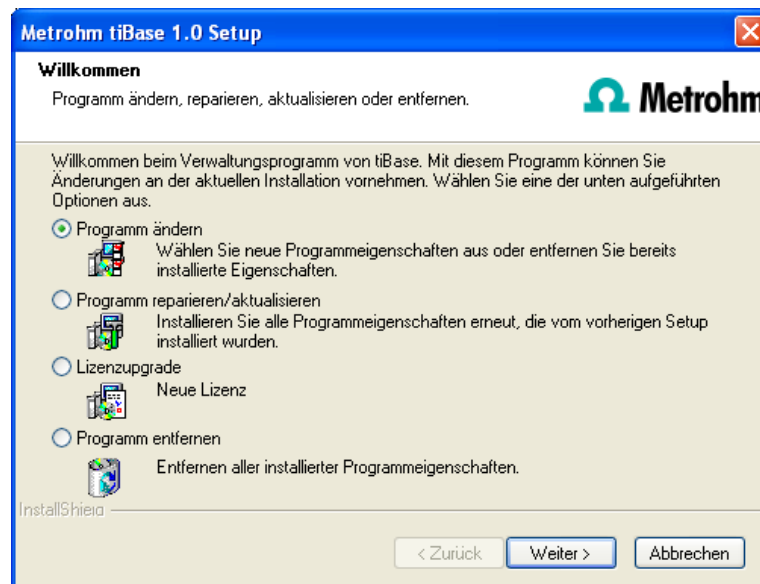 Metrohm tiBase 1.0 Setup
Willkommen
Programm ändern, reparieren, aktualisieren oder entfernen.
Metrohm
Willkommen beim Verwaltungsprogramm von tiBase. Mit diesem Programm können Sie
Änderungen an der aktuellen Installation vornehmen. Wählen Sie eine der unten aufgeführten
Optionen aus.
Programm ändern
Wählen Sie neue Programmeigenschaften aus oder entfernen Sie bereits
installierte Eigenschaften.
Programm reparieren/aktualisieren
Installieren Sie alle Programmeigenschaften erneut, die vom vorherigen Setup
installiert wurden.
Lizenzupgrade
Neue Lizenz
Programm entfernen
Entfernen aller installierter Programmeigenschaften.
InstallShield
< Zurück Weiter > Abbrechen